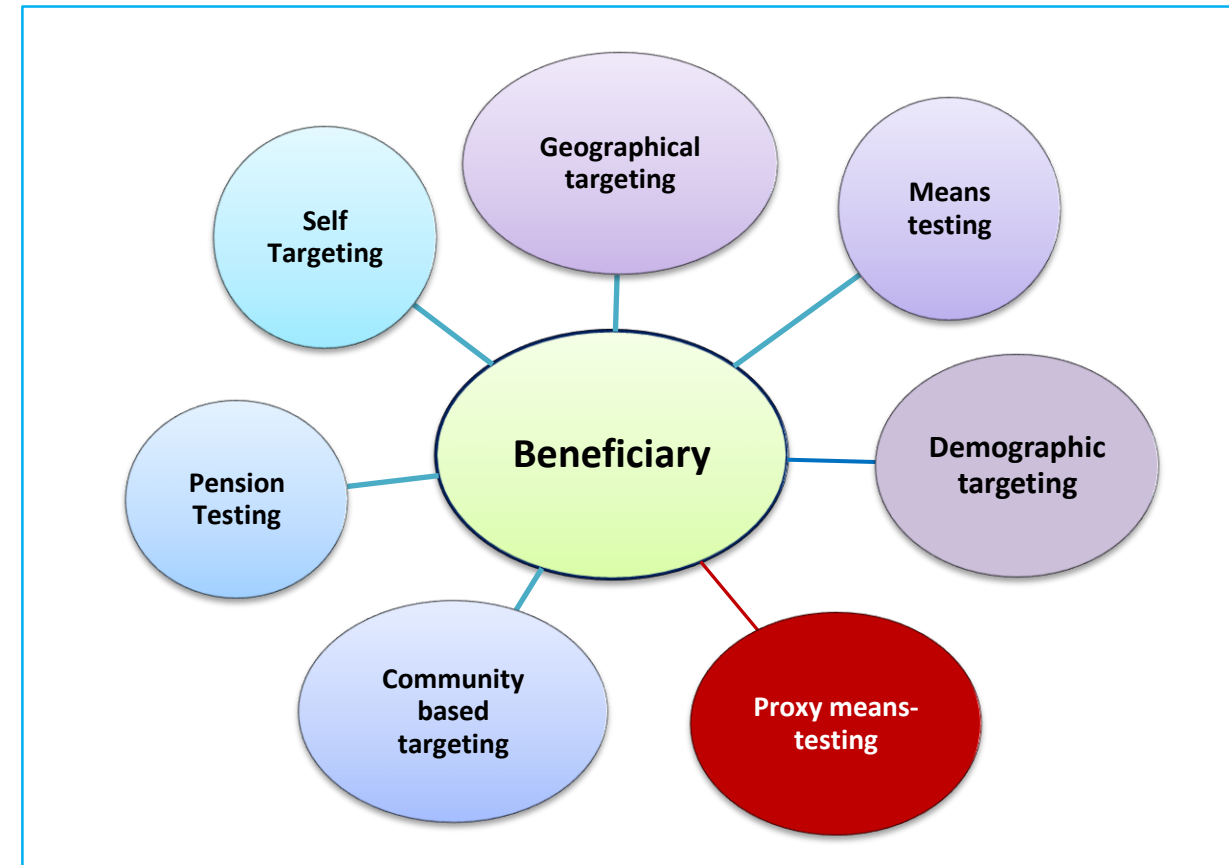 Geographical
targeting
Means
testing
Self
Targeting
Beneficiary
Demographic
targeting
Pension
Testing
Community
based
targeting
Proxy means-
testing